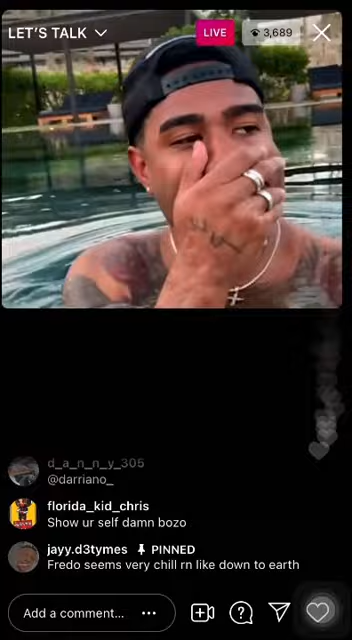 LET'S TALK
LIVE
3,689
d_a_n_n_y_305
@darriano_
florida_kid_chris
Show ur self damn bozo
jayy.d3tymes PINNED
Fredo seems very chill rn like down to earth
Add a comment...